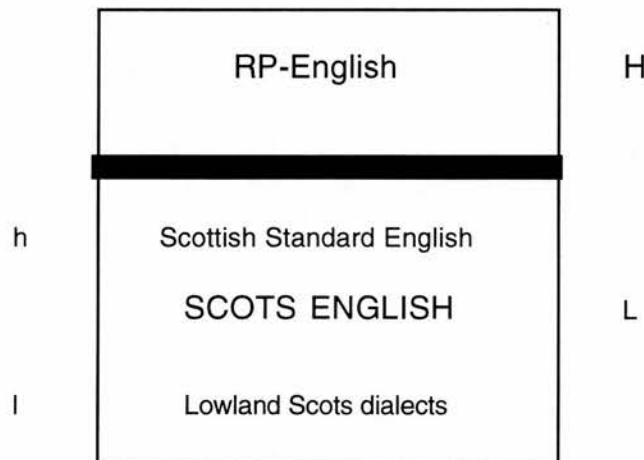 RP-English H
h Scottish Standard English
SCOTS ENGLISH L
l Lowland Scots dialects